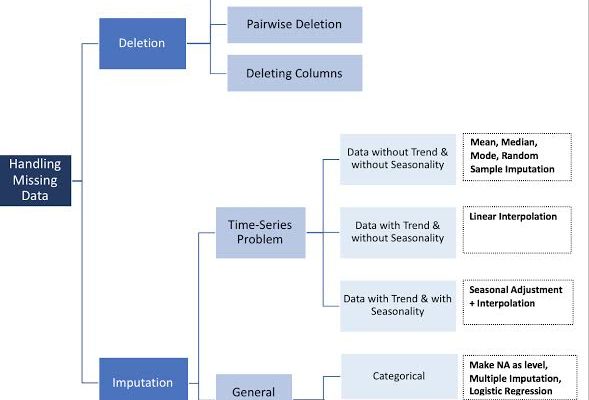 Pairwise Deletion
Deletion
Deleting Columns
Handling
Missing
Data
Data without Trend &
without Seasonality
Mean, Median,
Mode, Random
Sample Imputation
Time-Series
Problem
Data with Trend &
without Seasonality
Linear Interpolation
Data with Trend & with
Seasonality
Seasonal Adjustment
+ Interpolation
Imputation
General
Categorical
Make NA as level,
Multiple Imputation,
Logistic Regression